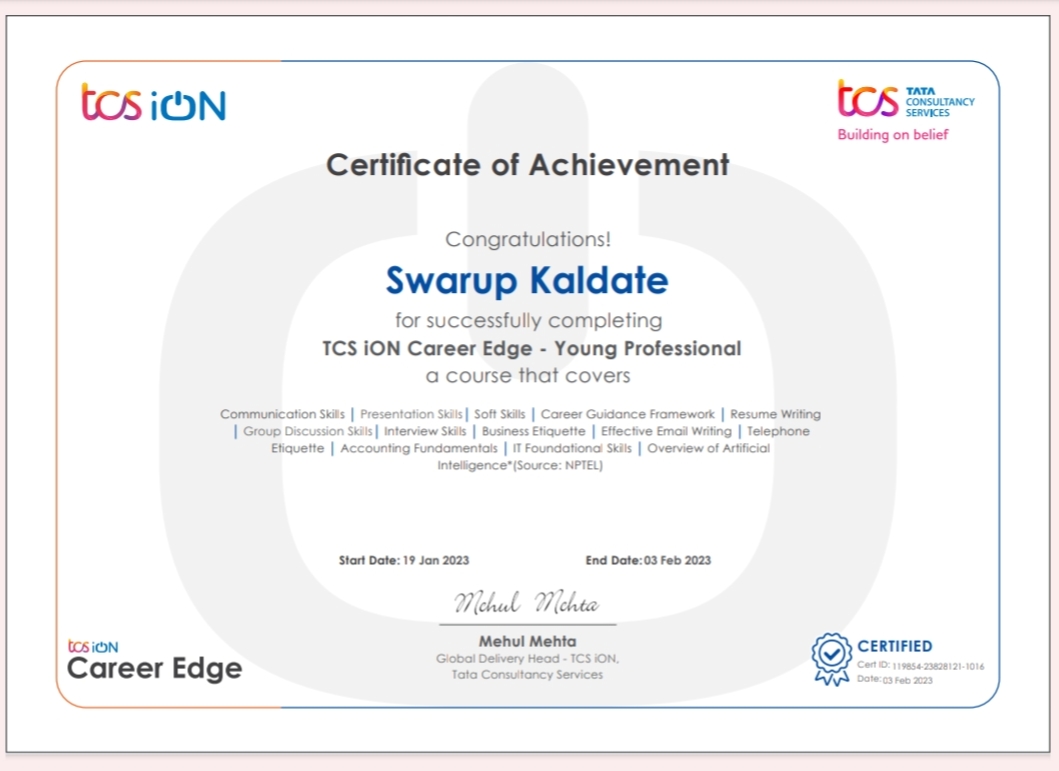 tcs iON
tcs TATA
CONSULTANCY
SERVICES
Building on belief
Certificate of Achievement
Congratulations!
Swarup Kaldate
for successfully completing
TCS iON Career Edge - Young Professional
a course that covers
Communication Skills | Presentation Skills | Soft Skills | Career Guidance Framework | Resume Writing
| Group Discussion Skills | Interview Skills | Business Etiquette | Effective Email Writing | Telephone
Etiquette | Accounting Fundamentals | IT Foundational Skills | Overview of Artificial
Intelligence*(Source: NPTEL)
Start Date: 19 Jan 2023 End Date: 03 Feb 2023
Mehul Mehta
Mehul Mehta
Global Delivery Head - TCS iON,
Tata Consultancy Services
tcs iON
Career Edge
CERTIFIED
Cert ID: 119854-23828121-1016
Date: 03 Feb 2023